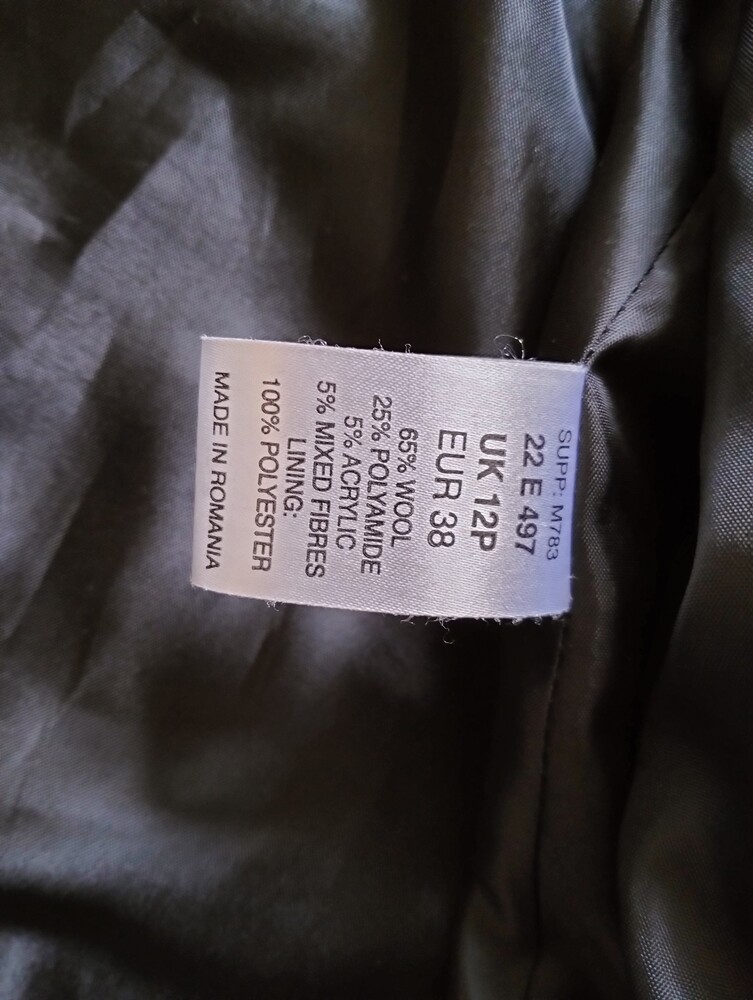 SUPP: M783
22 E 497
UK 12P
EUR 38
65% WOOL
25% POLYAMIDE
5% ACRYLIC
5% MIXED FIBRES
LINING:
100% POLYESTER
MADE IN ROMANIA